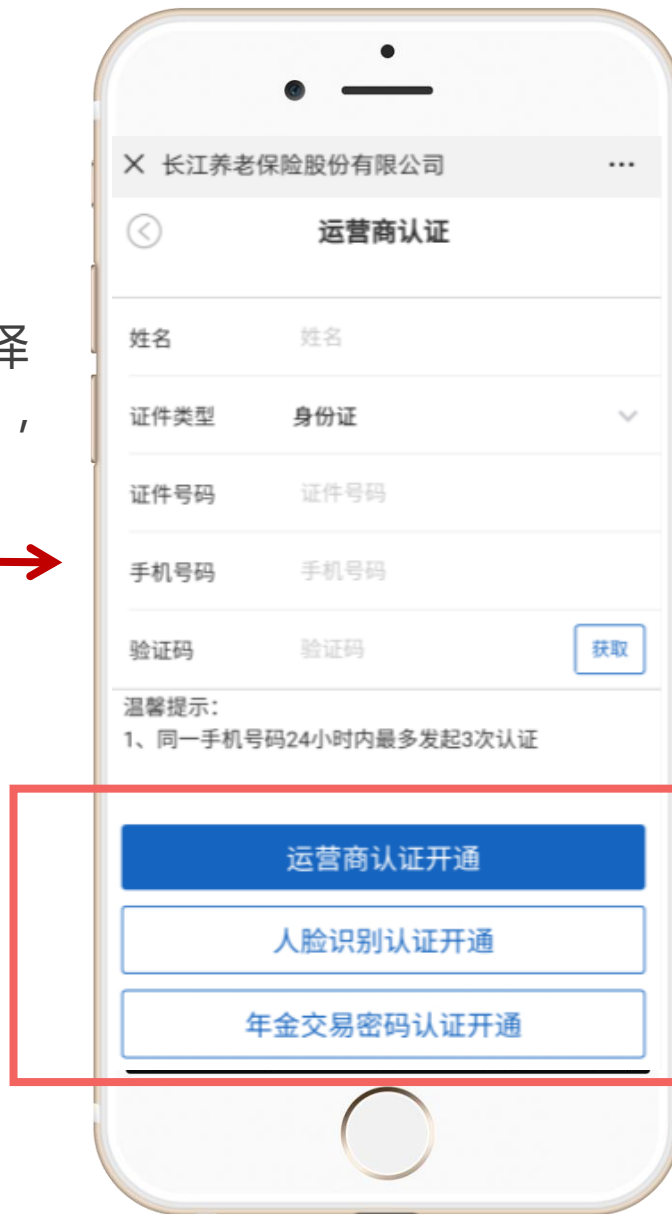 长江养老保险股份有限公司
运营商认证
姓名 姓名
择
证件类型 身份证
，
证件号码 证件号码
手机号码 手机号码
验证码 验证码 获取
温馨提示：
1、同一手机号码24小时内最多发起3次认证
运营商认证开通
人脸识别认证开通
年金交易密码认证开通